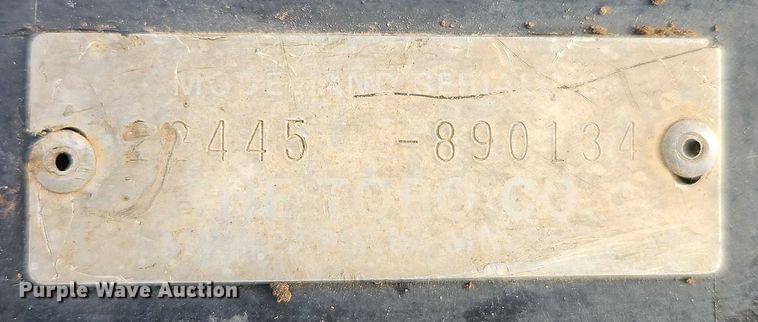 MODEL AND SERIAL
22445 -890134
THE TORO CO
Purple Wave Auction